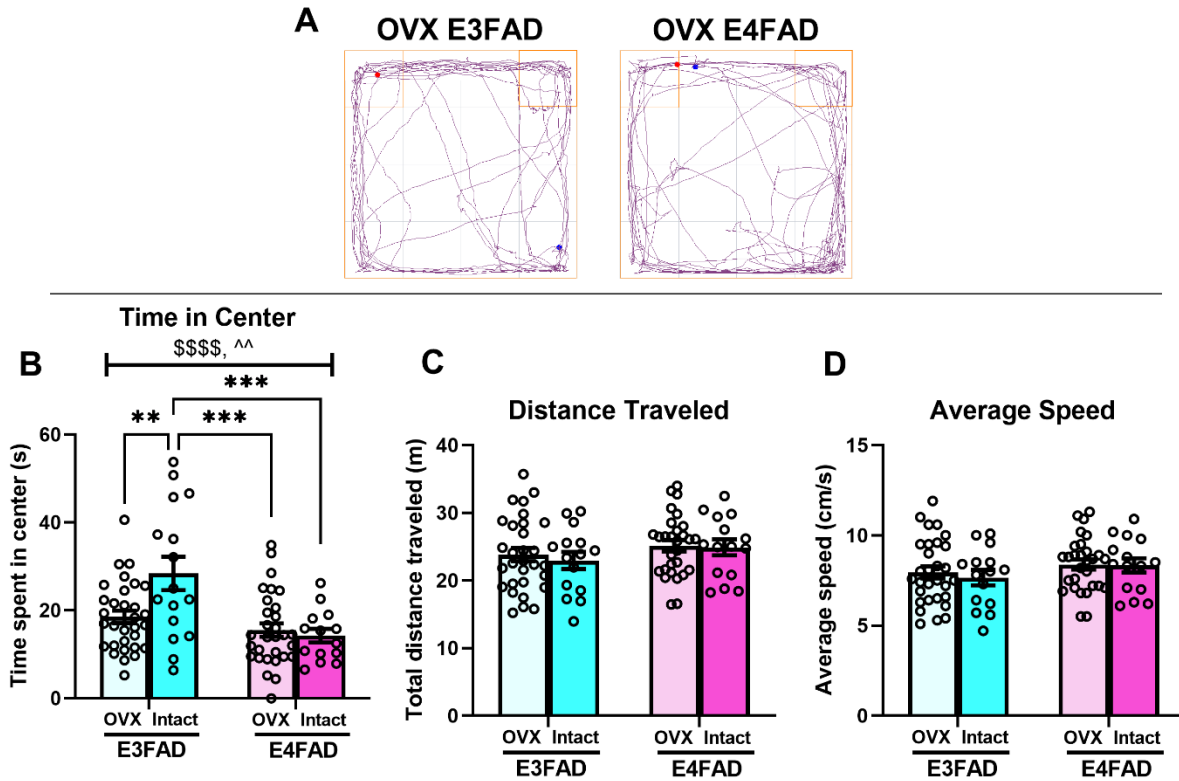 A
OVX E3FAD
OVX E4FAD
B
Time in Center
$$$$, ^^
***
**
***
Time spent in center (s)
60
40
20
0
OVX Intact
E3FAD
OVX Intact
E4FAD
C
Distance Traveled
Total distance traveled (m)
40
30
20
10
0
OVX Intact
E3FAD
OVX Intact
E4FAD
D
Average Speed
Average speed (cm/s)
15
10
5
0
OVX Intact
E3FAD
OVX Intact
E4FAD